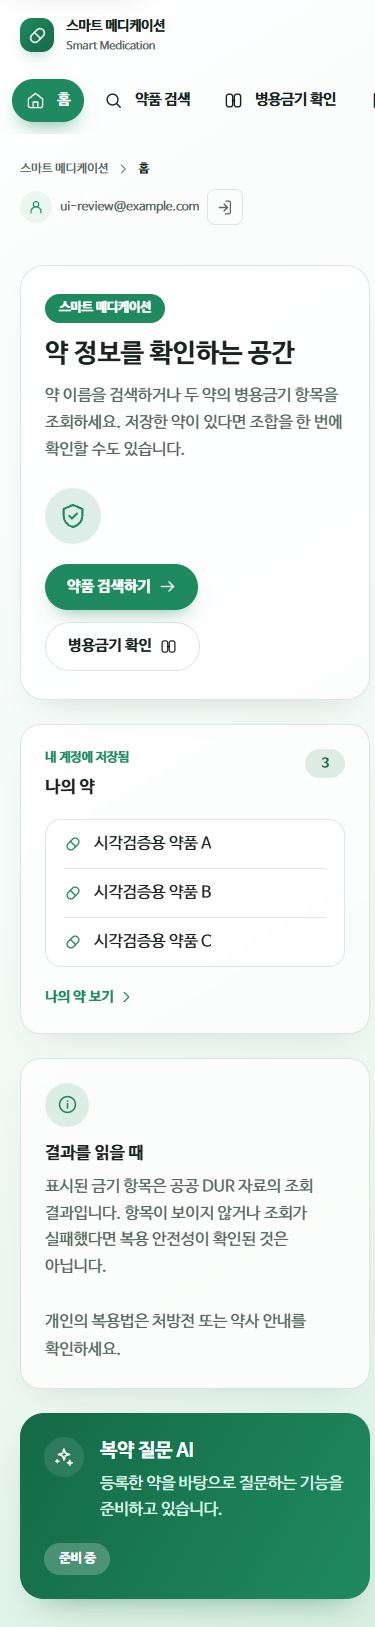 스마트 메디케이션
Smart Medication
홈
약품 검색
병용금기 확인
스마트 메디케이션 > 홈
ui-review@example.com
스마트 메디케이션
약 정보를 확인하는 공간
약 이름을 검색하거나 두 약의 병용금기 항목을
조회하세요. 저장한 약이 있다면 조합을 한 번에
확인할 수도 있습니다.
약품 검색하기 →
병용금기 확인
내 계정에 저장됨
3
나의 약
시각검증용 약품 A
시각검증용 약품 B
시각검증용 약품 C
나의 약 보기 >
결과를 읽을 때
표시된 금기 항목은 공공 DUR 자료의 조회
결과입니다. 항목이 보이지 않거나 조회가
실패했다면 복용 안전성이 확인된 것은
아닙니다.
개인의 복용법은 처방전 또는 약사 안내를
확인하세요.
복약 질문 AI
등록한 약을 바탕으로 질문하는 기능을
준비하고 있습니다.
준비 중